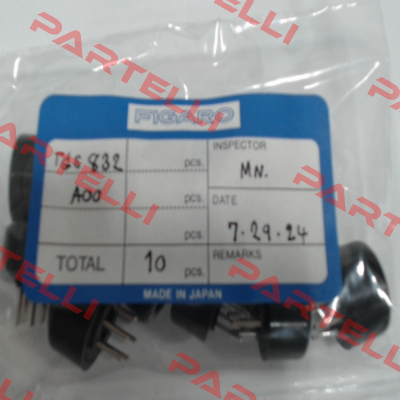 FIGARO
TGS 832 pcs. INSPECTOR
A00 pcs. MN.
pcs. DATE
7.29.24
TOTAL 10 pcs. REMARKS
MADE IN JAPAN
PARTELLI
PARTELLI
PARTELLI
PARTELLI
PARTELLI